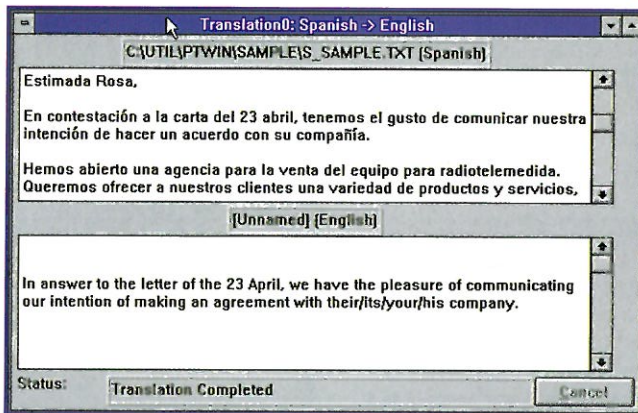 Translation0: Spanish -> English
C:\UTIL\PTWIN\SAMPLE\S_SAMPLE.TXT (Spanish)
Estimada Rosa,
En contestación a la carta del 23 abril, tenemos el gusto de comunicar nuestra
intención de hacer un acuerdo con su compañía.
Hemos abierto una agencia para la venta del equipo para radiotelemedida.
Queremos ofrecer a nuestros clientes una variedad de productos y servicios,
[Unnamed] (English)
In answer to the letter of the 23 April, we have the pleasure of communicating
our intention of making an agreement with their/its/your/his company.
Status:
Translation Completed
Cancel